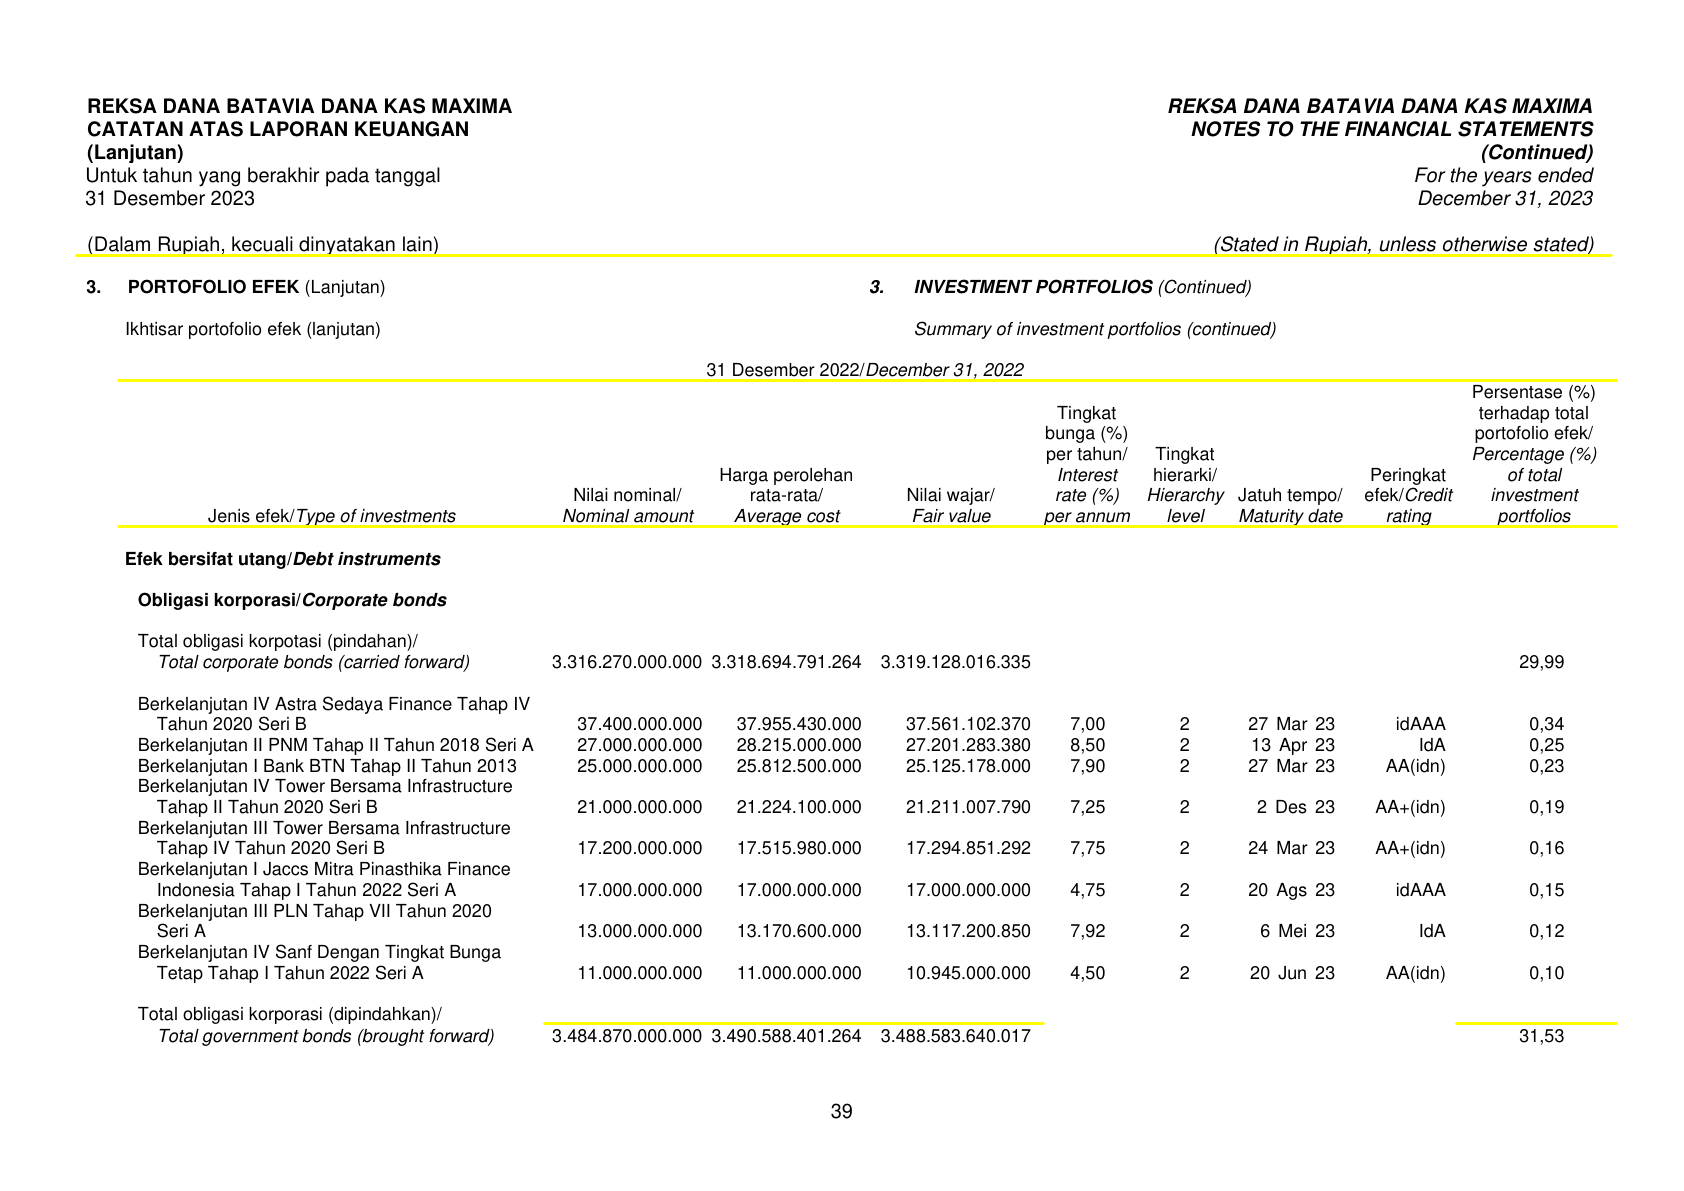 REKSA DANA BATAVIA DANA KAS MAXIMA
CATATAN ATAS LAPORAN KEUANGAN
(Lanjutan)
Untuk tahun yang berakhir pada tanggal
31 Desember 2023
(Dalam Rupiah, kecuali dinyatakan lain)
REKSA DANA BATAVIA DANA KAS MAXIMA
NOTES TO THE FINANCIAL STATEMENTS
(Continued)
For the years ended
December 31, 2023
(Stated in Rupiah, unless otherwise stated)
3. PORTOFOLIO EFEK (Lanjutan)
3. INVESTMENT PORTFOLIOS (Continued)
Ikhtisar portofolio efek (lanjutan)
Summary of investment portfolios (continued)
31 Desember 2022/December 31, 2022
Jenis efek/Type of investments
Nilai nominal/
Nominal amount
Harga perolehan
rata-rata/
Average cost
Nilai wajar/
Fair value
Tingkat
bunga (%)
per tahun/
Interest
rate (%)
per annum
Tingkat
hierarki/
Hierarchy
level
Jatuh tempo/
Maturity date
Peringkat
efek/Credit
rating
Persentase (%)
terhadap total
portofolio efek/
Percentage (%)
of total
investment
portfolios
Efek bersifat utang/Debt instruments
Obligasi korporasi/Corporate bonds
Total obligasi korpotasi (pindahan)/
Total corporate bonds (carried forward) 3.316.270.000.000 3.318.694.791.264 3.319.128.016.335 29,99
Berkelanjutan IV Astra Sedaya Finance Tahap IV
Tahun 2020 Seri B 37.400.000.000 37.955.430.000 37.561.102.370 7,00 2 27 Mar 23 idAAA 0,34
Berkelanjutan II PNM Tahap II Tahun 2018 Seri A 27.000.000.000 28.215.000.000 27.201.283.380 8,50 2 13 Apr 23 IdA 0,25
Berkelanjutan I Bank BTN Tahap II Tahun 2013 25.000.000.000 25.812.500.000 25.125.178.000 7,90 2 27 Mar 23 AA(idn) 0,23
Berkelanjutan IV Tower Bersama Infrastructure
Tahap II Tahun 2020 Seri B 21.000.000.000 21.224.100.000 21.211.007.790 7,25 2 2 Des 23 AA+(idn) 0,19
Berkelanjutan III Tower Bersama Infrastructure
Tahap IV Tahun 2020 Seri B 17.200.000.000 17.515.980.000 17.294.851.292 7,75 2 24 Mar 23 AA+(idn) 0,16
Berkelanjutan I Jaccs Mitra Pinasthika Finance
Indonesia Tahap I Tahun 2022 Seri A 17.000.000.000 17.000.000.000 17.000.000.000 4,75 2 20 Ags 23 idAAA 0,15
Berkelanjutan III PLN Tahap VII Tahun 2020
Seri A 13.000.000.000 13.170.600.000 13.117.200.850 7,92 2 6 Mei 23 IdA 0,12
Berkelanjutan IV Sanf Dengan Tingkat Bunga
Tetap Tahap I Tahun 2022 Seri A 11.000.000.000 11.000.000.000 10.945.000.000 4,50 2 20 Jun 23 AA(idn) 0,10
Total obligasi korporasi (dipindahkan)/
Total government bonds (brought forward) 3.484.870.000.000 3.490.588.401.264 3.488.583.640.017 31,53
39